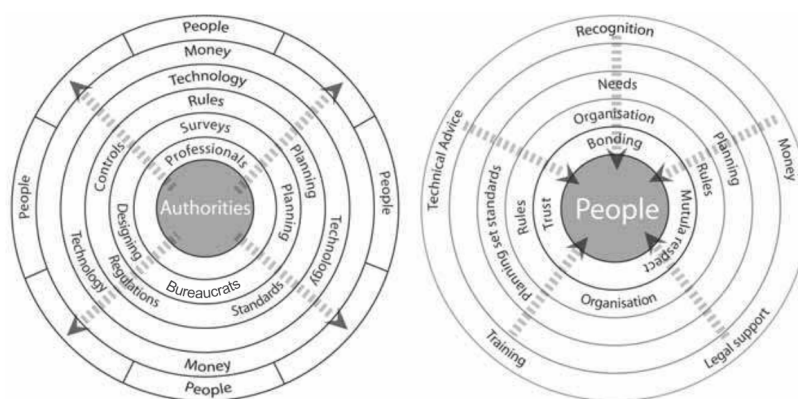 People
Money
Technology
Rules
Surveys
Professionals
Authorities
Controls
Planning
Planning
Designing
People
People
Technology
Technology
Regulations
Bureaucrats
Standards
Money
People
Recognition
Needs
Organisation
Bonding
People
Technical Advice
Money
Planning
Rules
Planning set standards
Rules
Trust
Mutula respect
Organisation
Training
Legal support